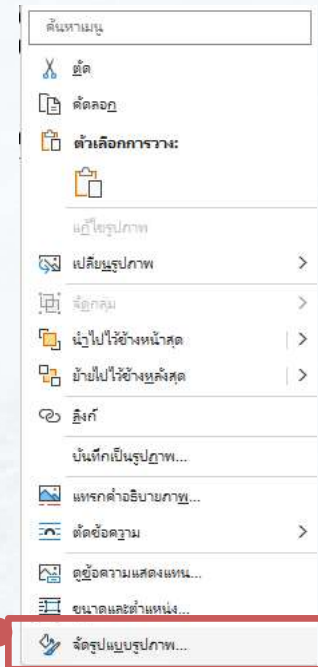 ค้นหาเมนู
ตัด
คัดลอก
ตัวเลือกการวาง:
แก้ไขรูปภาพ
เปลี่ยนรูปภาพ
จัดกลุ่ม
นำไปไว้ข้างหน้าสุด
ย้ายไปไว้ข้างหลังสุด
ลิงก์
บันทึกเป็นรูปภาพ...
แทรกคำอธิบายภาพ...
ตัดข้อความ
ดูข้อความแสดงแทน...
ขนาดและตำแหน่ง...
จัดรูปแบบรูปภาพ...